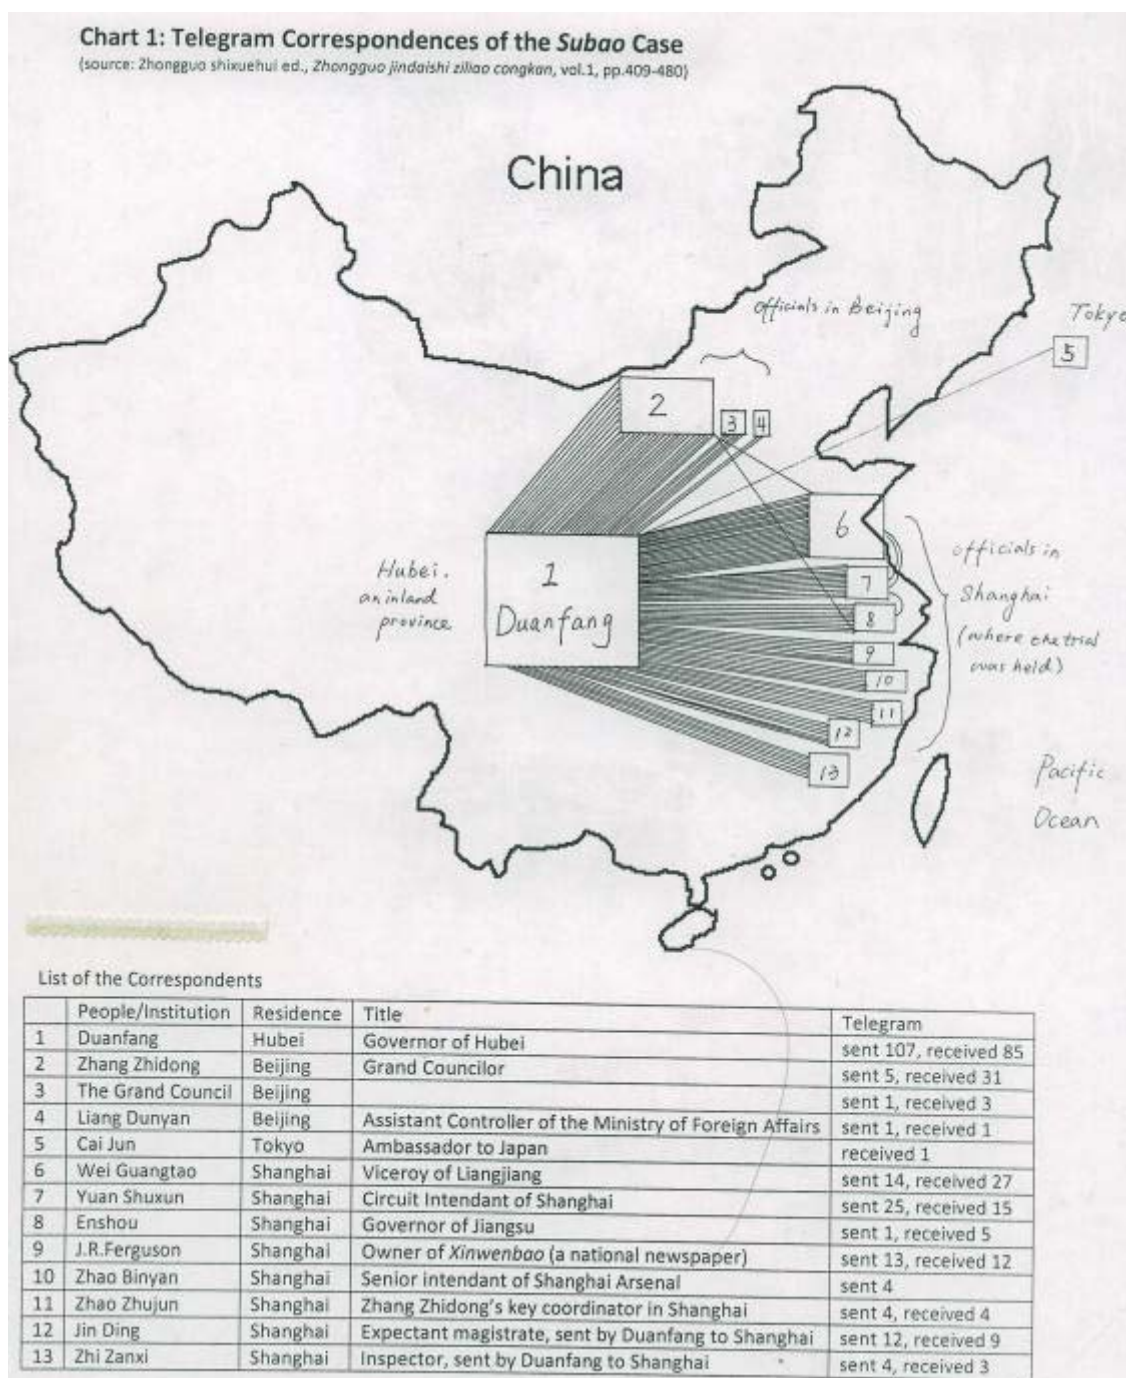 Chart 1: Telegram Correspondences of the Subao Case
(source: Zhongguo shixuehui ed., Zhongguo jindaishi ziliao congkan, vol.1, pp.409-480)
China
officials in Beijing
Tokyo
5
2
3
4
6
Hubei.
an inland
province
1
Duanfang
7
8
9
10
11
12
13
officials in
Shanghai
(where the trial
was held)
Pacific
Ocean
List of the Correspondents
People/Institution Residence Title Telegram
1 Duanfang Hubei Governor of Hubei sent 107, received 85
2 Zhang Zhidong Beijing Grand Councilor sent 5, received 31
3 The Grand Council Beijing sent 1, received 3
4 Liang Dunyan Beijing Assistant Controller of the Ministry of Foreign Affairs sent 1, received 1
5 Cai Jun Tokyo Ambassador to Japan received 1
6 Wei Guangtao Shanghai Viceroy of Liangjiang sent 14, received 27
7 Yuan Shuxun Shanghai Circuit Intendant of Shanghai sent 25, received 15
8 Enshou Shanghai Governor of Jiangsu sent 1, received 5
9 J.R.Ferguson Shanghai Owner of Xinwenbao (a national newspaper) sent 13, received 12
10 Zhao Binyan Shanghai Senior intendant of Shanghai Arsenal sent 4
11 Zhao Zhujun Shanghai Zhang Zhidong's key coordinator in Shanghai sent 4, received 4
12 Jin Ding Shanghai Expectant magistrate, sent by Duanfang to Shanghai sent 12, received 9
13 Zhi Zanxi Shanghai Inspector, sent by Duanfang to Shanghai sent 4, received 3